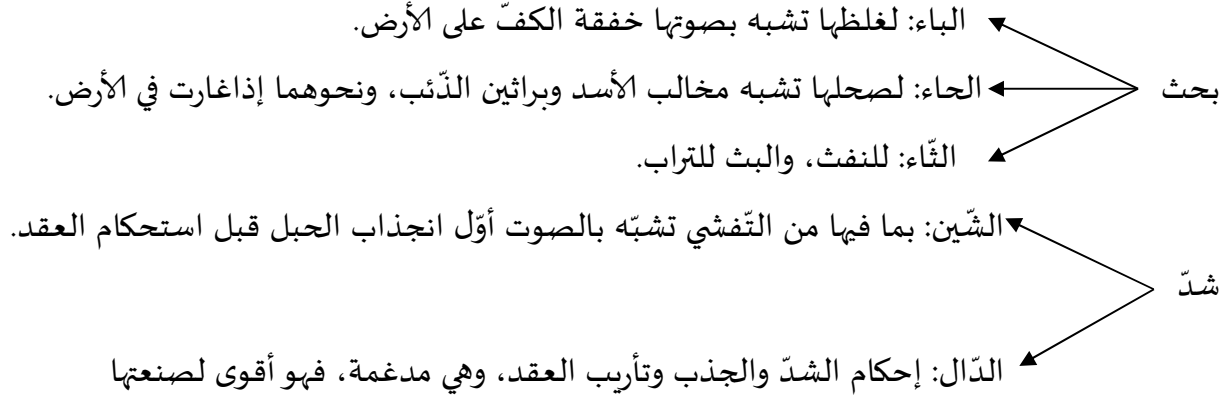 الباء: لغلظها تشبه بصوتها خفقة الكفّ على الأرض.
بحث
الحاء: لصحلها تشبه مخالب الأسد وبراثين الذّئب، ونحوهما إذاغارت في الأرض.
الثّاء: للنفث، والبث للتراب.
الشّين: بما فيها من التّفشي تشبّه بالصوت أوّل انجذاب الحبل قبل استحكام العقد.
شدّ
الدّال: إحكام الشدّ والجذب وتأريب العقد، وهي مدغمة، فهو أقوى لصنعتها